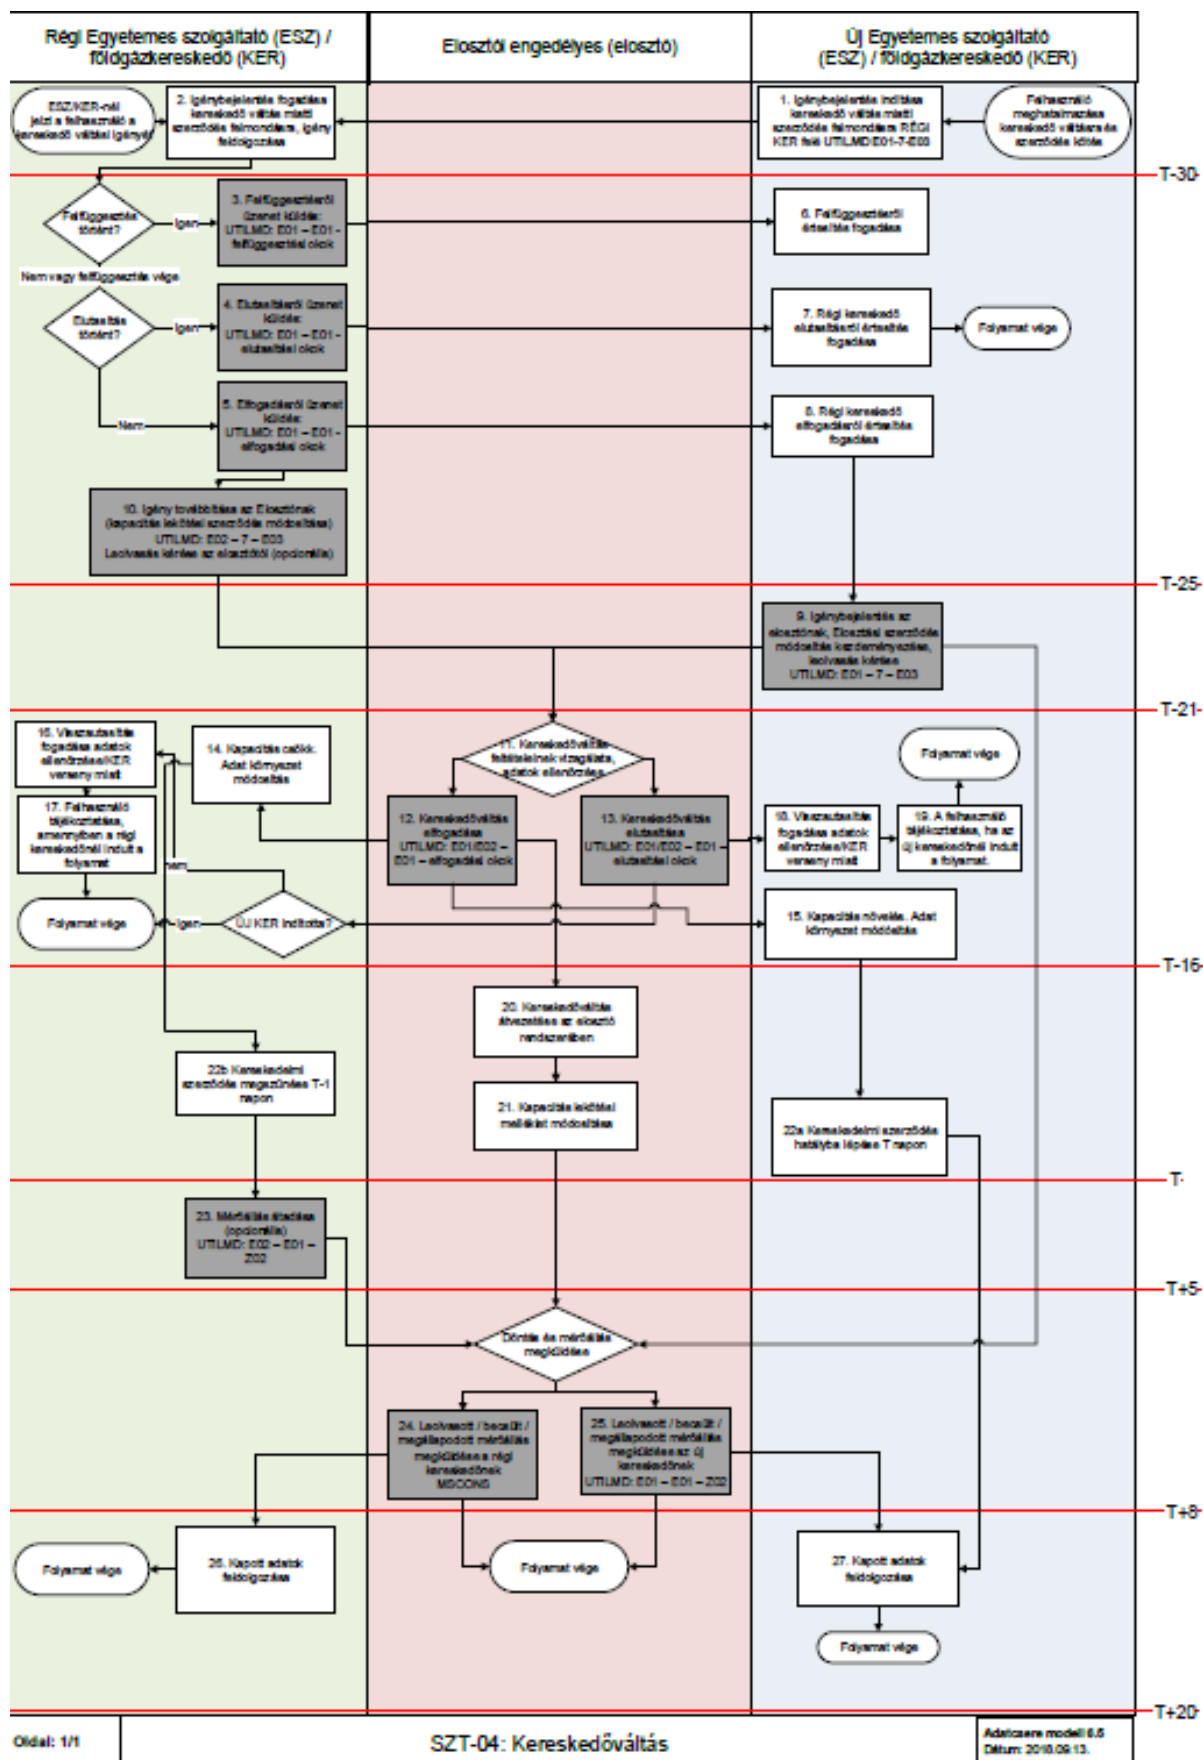 Régi Egyetemes szolgáltató (ESZ) /
földgázkereskedő (KER)
Elosztói engedélyes (elosztó)
Új Egyetemes szolgáltató
(ESZ) / földgázkereskedő (KER)
ESZ/KER-nél
jelzi a felhasználó a
kereskedő váltási igényét
2. Igénybejelentés fogadása
kereskedő váltás miatti
szerződés felmondásra, igény
feldolgozása
1. Igénybejelentés indítása
kereskedő váltás miatti
szerződés felmondásra RÉGI
KER felé UTILMD:E01-7-E03
Felhasználó
meghatalmazása
kereskedő váltásra és
szerződés kötés
T-30
Felfüggesztés
történt?
Igen
3. Felfüggesztésről
üzenet küldés:
UTILMD: E01 – E01 -
felfüggesztési okok
6. Felfüggesztésről
értesítés fogadása
Nem vagy felfüggesztés vége
Elutasítás
történt?
Igen
4. Elutasításról üzenet
küldés:
UTILMD: E01 – E01 -
elutasítási okok
7. Régi kereskedő
elutasításról értesítés
fogadása
Folyamat vége
Nem
5. Elfogadásról üzenet
küldés:
UTILMD: E01 – E01 -
elfogadási okok
8. Régi kereskedő
elfogadásról értesítés
fogadása
10. Igény továbbítása az Elosztónak
(kapacitás lekötési szerződés módosítása)
UTILMD: E02 – 7 – E03
Leolvasás kérése az elosztótól (opcionális)
T-25
9. Igénybejelentés az
elosztónak, Elosztási szerződés
módosítás kezdeményezése,
leolvasás kérése
UTILMD: E01 – 7 – E03
T-21
16. Visszautasítás
fogadása adatok
ellenőrzése/KER
verseny miatt
14. Kapacitás csökk.
Adat környezet
módosítás
11. Kereskedőváltás
feltételeinek vizsgálata,
adatok ellenőrzése
Folyamat vége
17. Felhasználó
tájékoztatása,
amennyiben a régi
kereskedőnél indult a
folyamat
12. Kereskedőváltás
elfogadása
UTILMD: E01/E02 –
E01 – elfogadási okok
13. Kereskedőváltás
elutasítása
UTILMD: E01/E02 – E01 –
elutasítási okok
18. Visszautasítás
fogadása adatok
ellenőrzése/KER
verseny miatt
19. A felhasználó
tájékoztatása, ha az
új kereskedőnél indult
a folyamat.
nem
Folyamat vége
Igen
ÚJ KER indította?
15. Kapacitás növelés. Adat
környezet módosítás
T-16
20. Kereskedőváltás
átvezetése az elosztó
rendszerében
22b Kereskedelmi
szerződés megszűnése T-1
napon
21. Kapacitás lekötési
melléklet módosítása
22a Kereskedelmi szerződés
hatályba lépése T napon
T
23. Mérőállás átadása
(opcionális)
UTILMD: E02 – E01 –
Z02
T+5
Döntés és mérőállás
megküldése
24. Leolvasott / becsült /
megállapodott mérőállás
megküldése a régi
kereskedőnek
MSCONS
25. Leolvasott / becsült /
megállapodott mérőállás
megküldése az új
kereskedőnek
UTILMD: E01 – E01 – Z02
T+8
Folyamat vége
26. Kapott adatok
feldolgozása
Folyamat vége
27. Kapott adatok
feldolgozása
Folyamat vége
T+20
Oldal: 1/1
SZT-04: Kereskedőváltás
Adatcsere modell 6.5
Dátum: 2018.09.13.